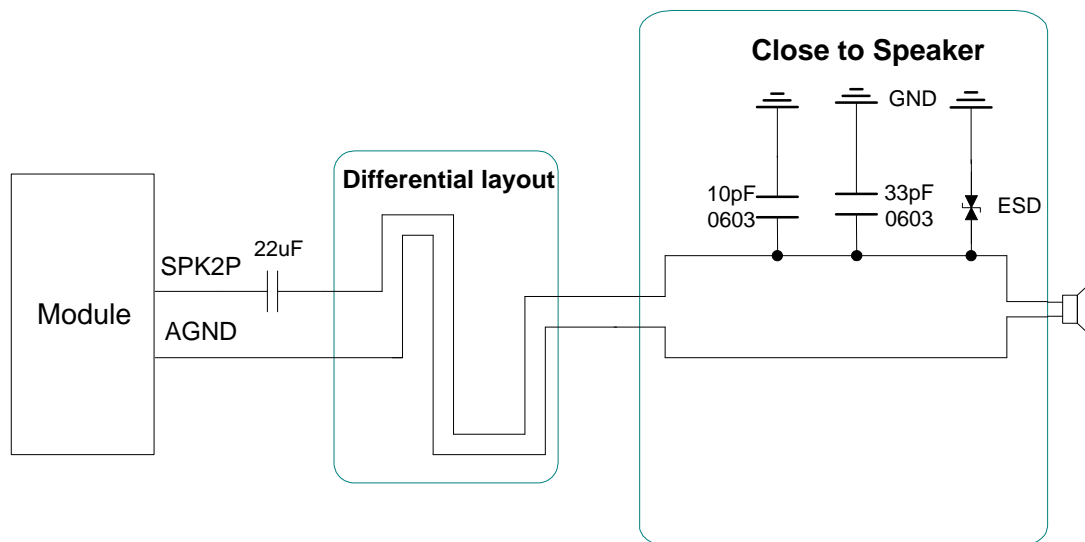 Close to Speaker
GND
Differential layout
10pF
0603
33pF
0603
ESD
22uF
SPK2P
Module
AGND